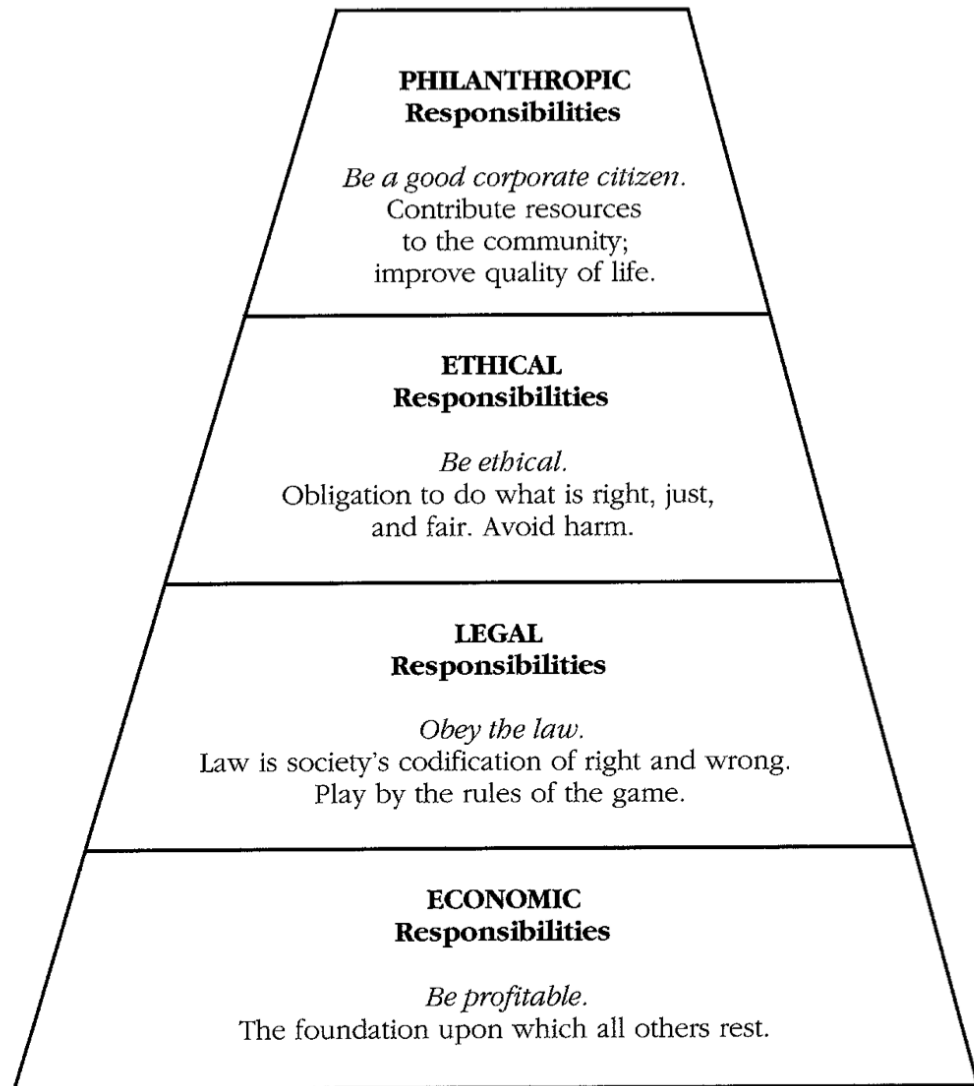 PHILANTHROPIC
Responsibilities
Be a good corporate citizen.
Contribute resources
to the community;
improve quality of life.
ETHICAL
Responsibilities
Be ethical.
Obligation to do what is right, just,
and fair. Avoid harm.
LEGAL
Responsibilities
Obey the law.
Law is society's codification of right and wrong.
Play by the rules of the game.
ECONOMIC
Responsibilities
Be profitable.
The foundation upon which all others rest.